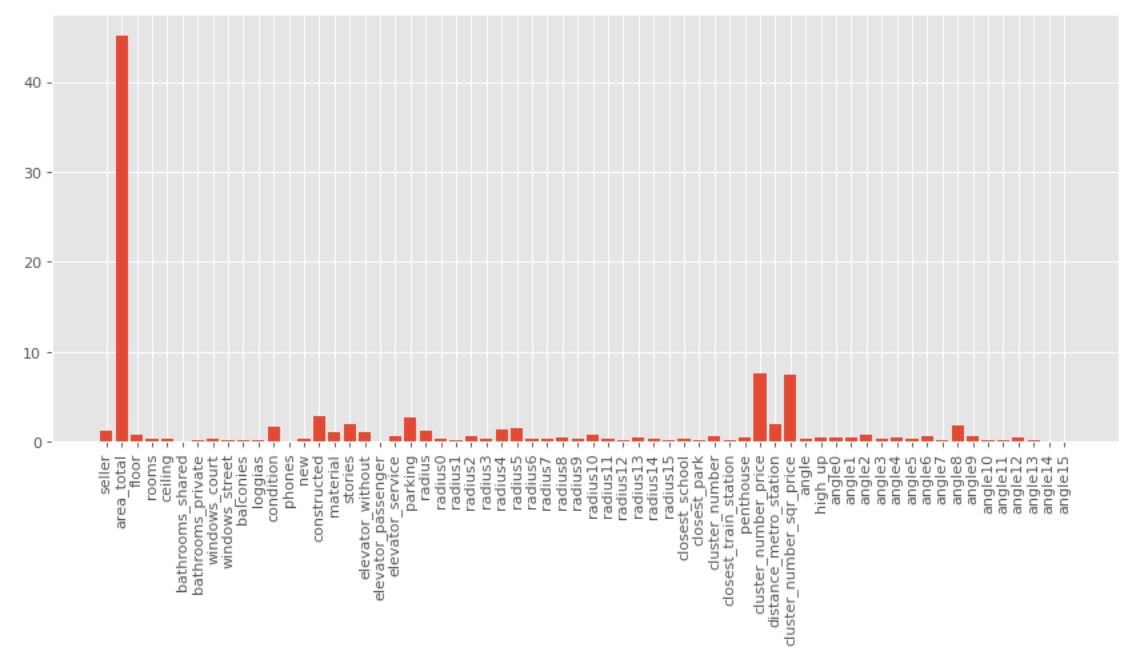 40
30
20
10
0
seller
area_total
floor
rooms
ceiling
bathrooms_shared
bathrooms_private
windows_court
windows_street
balconies
loggias
condition
phones
new
constructed
material
stories
elevator_without
elevator_passenger
elevator_service
parking
radius
radius0
radius1
radius2
radius3
radius4
radius5
radius6
radius7
radius8
radius9
radius10
radius11
radius12
radius13
radius14
radius15
closest_school
closest_park
cluster_number
closest_train_station
penthouse
cluster_number_price
distance_metro_station
cluster_number_sqr_price
angle
high_up
angle0
angle1
angle2
angle3
angle4
angle5
angle6
angle7
angle8
angle9
angle10
angle11
angle12
angle13
angle14
angle15